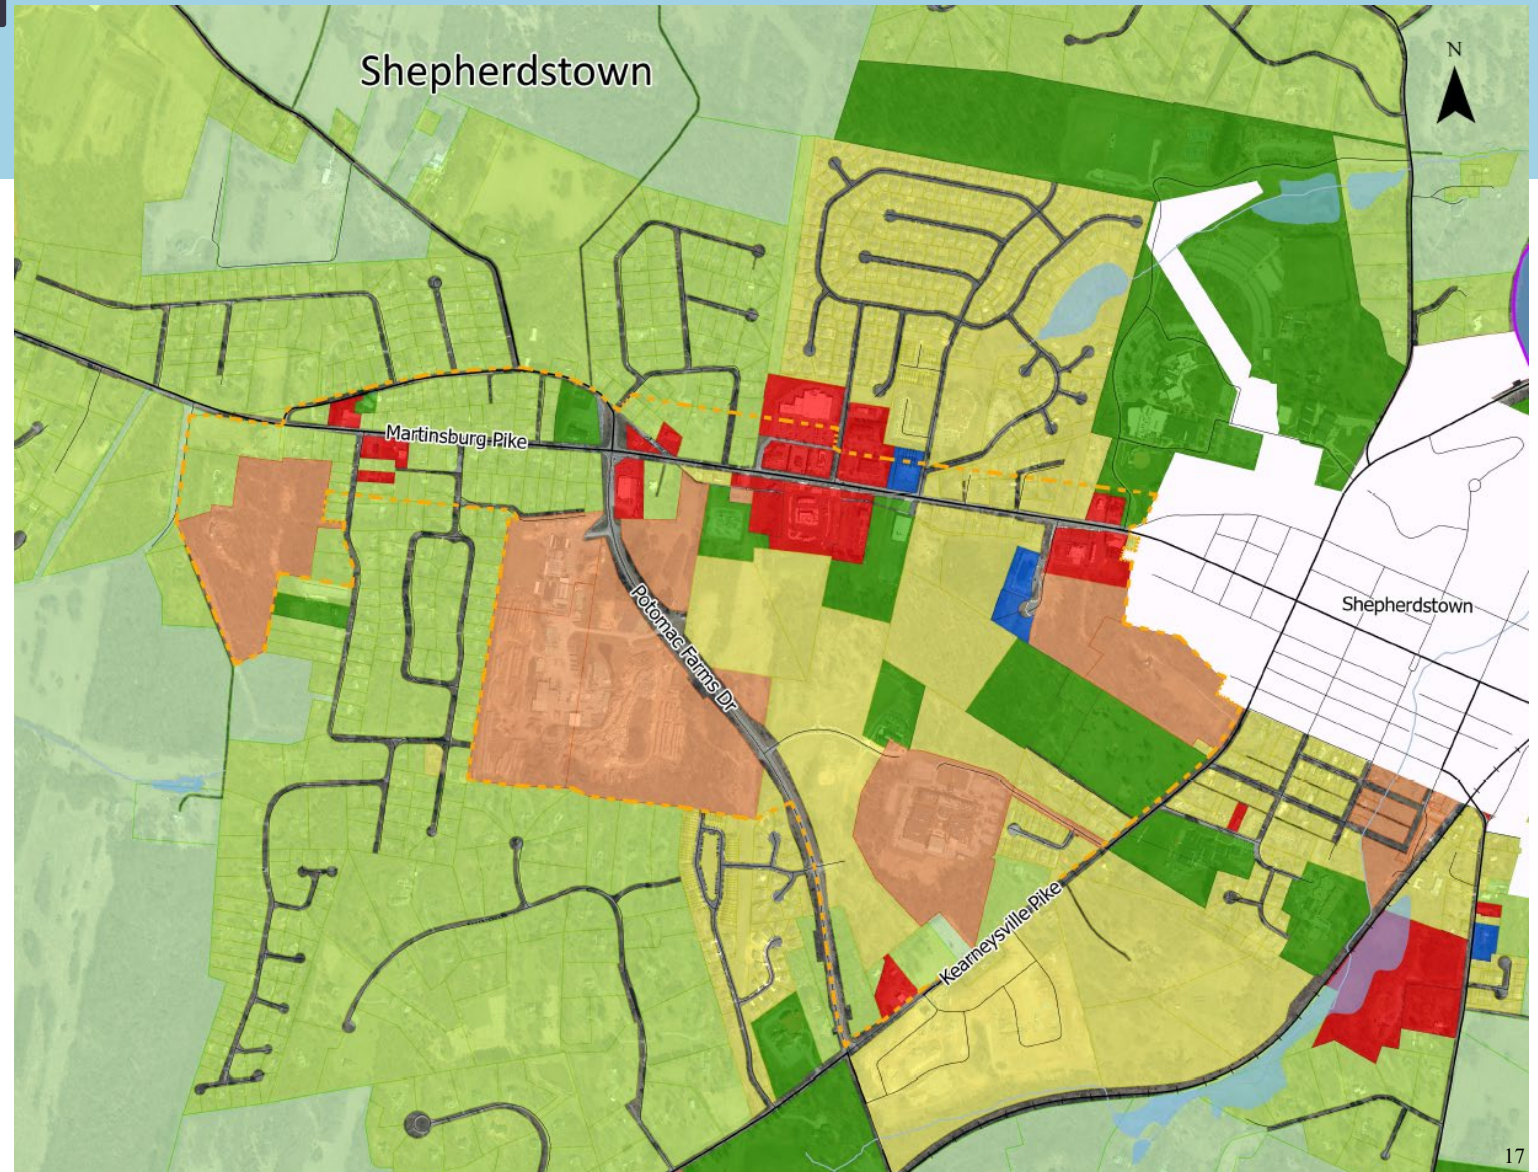 Shepherdstown
N
Martinsburg Pike
Potomac Farms Dr
Shepherdstown
Kearneysville Pike
17